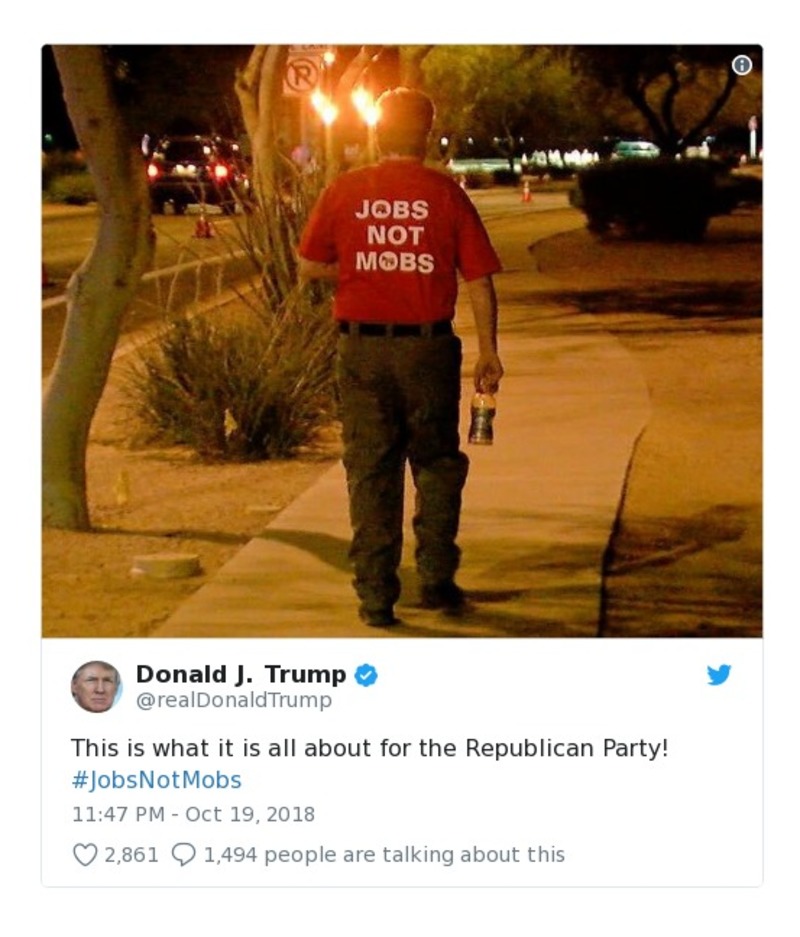 JOBS
NOT
MOBS
Donald J. Trump
@realDonaldTrump
This is what it is all about for the Republican Party!
#JobsNotMobs
11:47 PM - Oct 19, 2018
2,861 1,494 people are talking about this